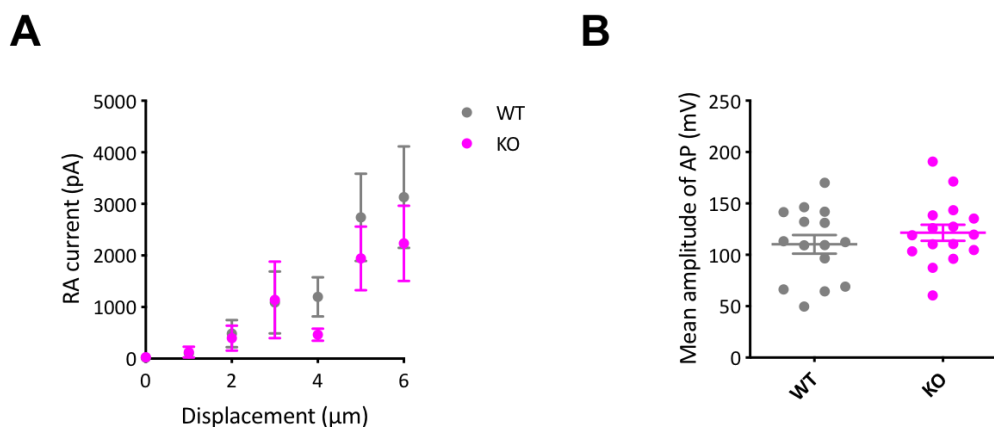 A
RA current (pA)
5000
4000
3000
2000
1000
0
0 2 4 6
Displacement (μm)
WT
KO
B
Mean amplitude of AP (mV)
250
200
150
100
50
0
WT KO